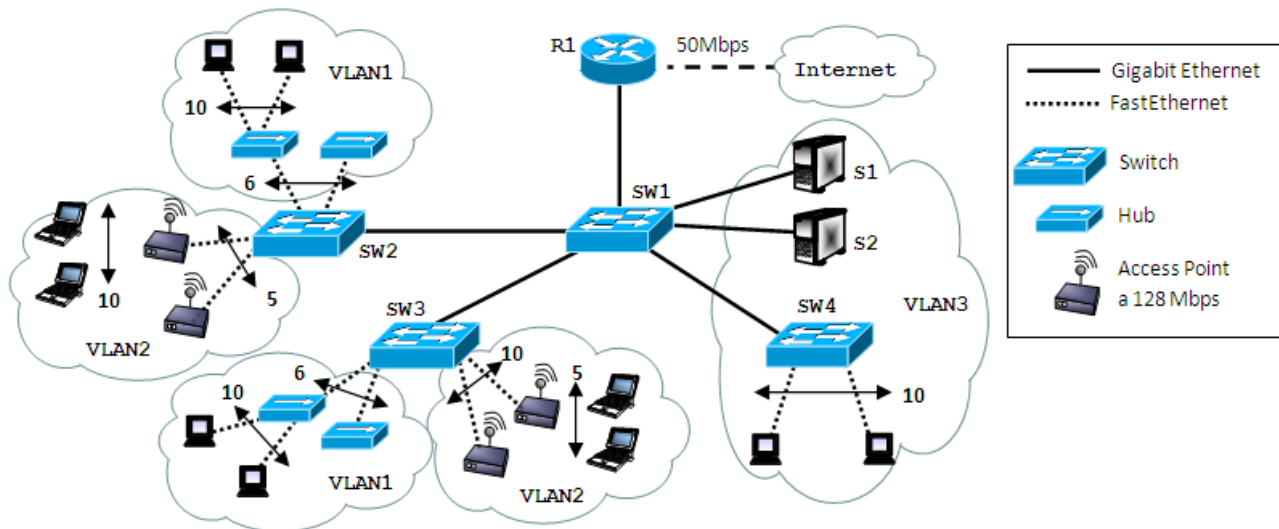 R1
50Mbps
Internet
VLAN1
10
6
SW1
S1
S2
SW2
10
5
VLAN2
SW3
SW4
VLAN3
10
6
10
VLAN1
10
5
VLAN2
Gigabit Ethernet
FastEthernet
Switch
Hub
Access Point
a 128 Mbps